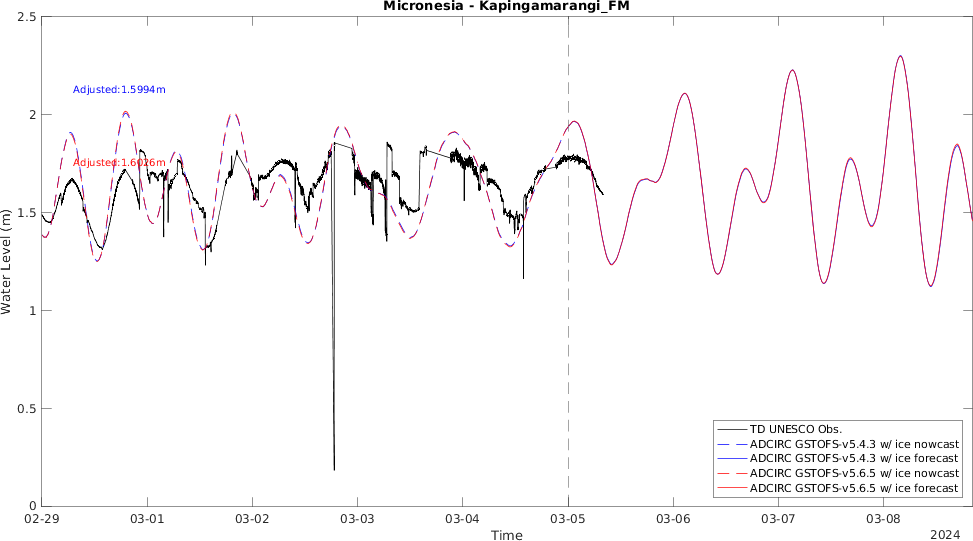 Micronesia - Kapingamarangi_FM
2.5
Adjusted:1.5994m
2
Adjusted:1.6026m
1.5
Water Level (m)
1
0.5
TD UNESCO Obs.
ADCIRC GSTOFS-v5.4.3 w/ ice nowcast
ADCIRC GSTOFS-v5.4.3 w/ ice forecast
ADCIRC GSTOFS-v5.6.5 w/ ice nowcast
ADCIRC GSTOFS-v5.6.5 w/ ice forecast
0
02-29 03-01 03-02 03-03 03-04 03-05 03-06 03-07 03-08
Time
2024